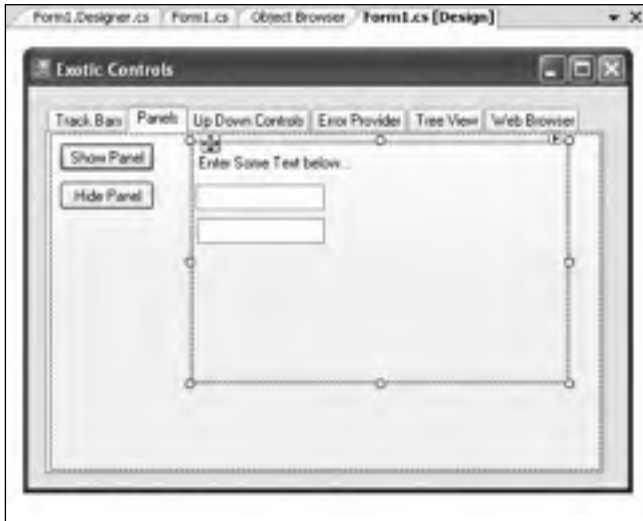 Form1.Designer.cs Form1.cs Object Browser Form1.cs [Design]
Exotic Controls
Track Bars Panels Up Down Controls Error Provider Tree View Web Browser
Show Panel
Enter Some Text below...
Hide Panel